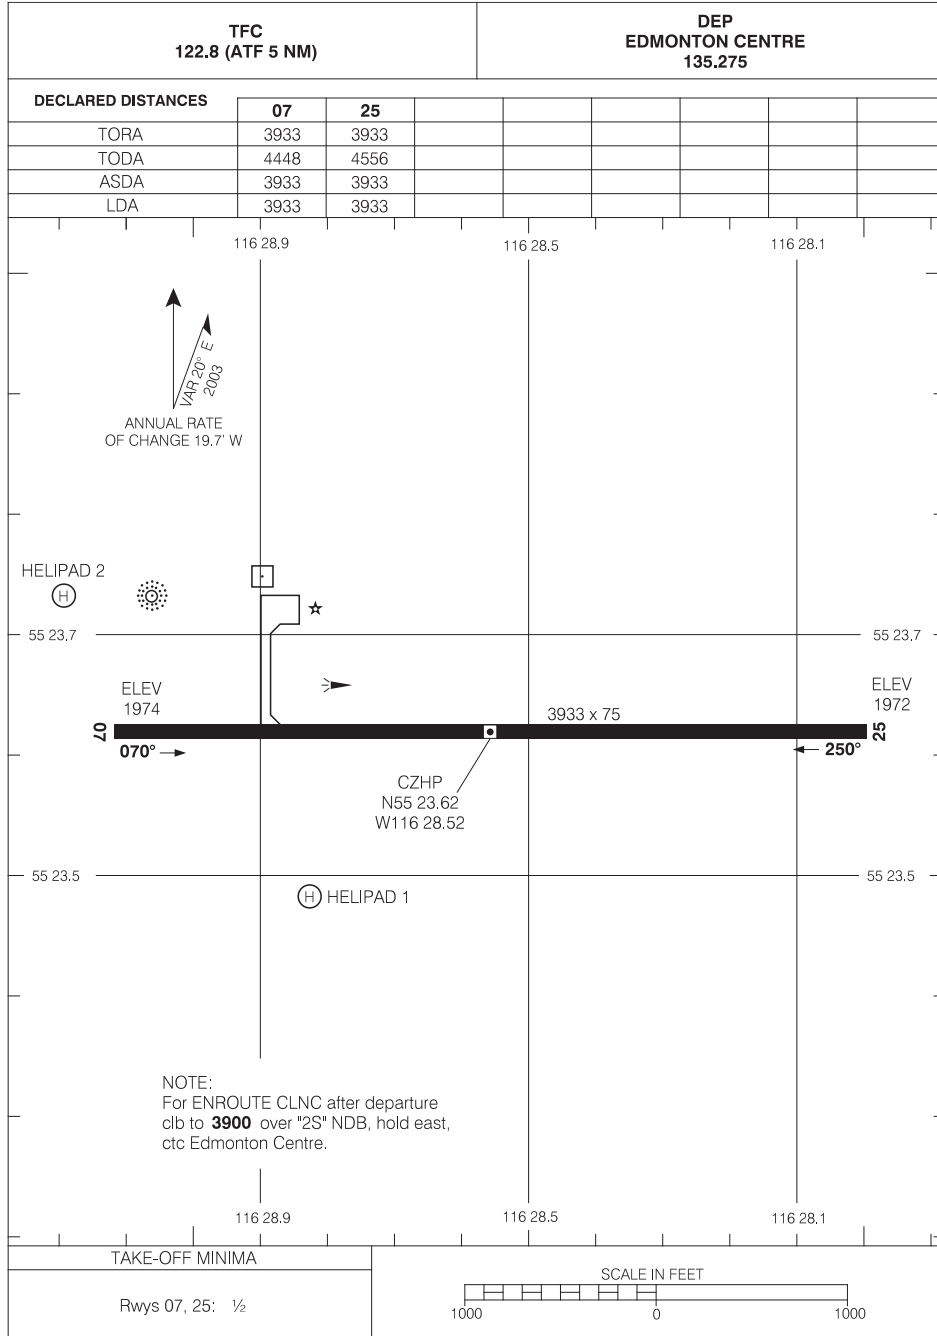 TFC
122.8 (ATF 5 NM)
DEP
EDMONTON CENTRE
135.275
DECLARED DISTANCES
07 25
TORA 3933 3933
TODA 4448 4556
ASDA 3933 3933
LDA 3933 3933
116 28.9 116 28.5 116 28.1
VAR 20° E
2003
ANNUAL RATE
OF CHANGE 19.7' W
HELIPAD 2
H
55 23.7 55 23.7
ELEV
1974
ELEV
1972
3933 x 75
07 25
070° 250°
CZHP
N55 23.62
W116 28.52
55 23.5 55 23.5
H HELIPAD 1
NOTE:
For ENROUTE CLNC after departure
clb to 3900 over "2S" NDB, hold east,
ctc Edmonton Centre.
116 28.9 116 28.5 116 28.1
TAKE-OFF MINIMA
Rwys 07, 25: ½
SCALE IN FEET
1000 0 1000